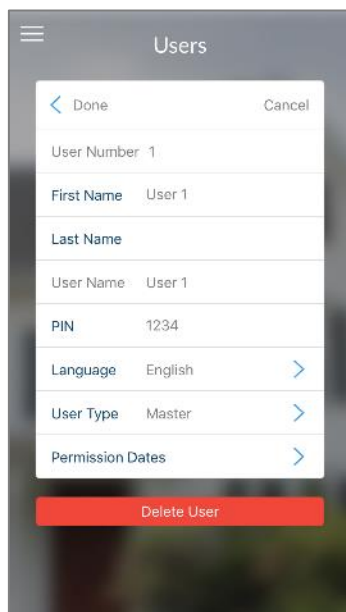 Users
Done Cancel
User Number 1
First Name User 1
Last Name
User Name User 1
PIN 1234
Language English
User Type Master
Permission Dates
Delete User